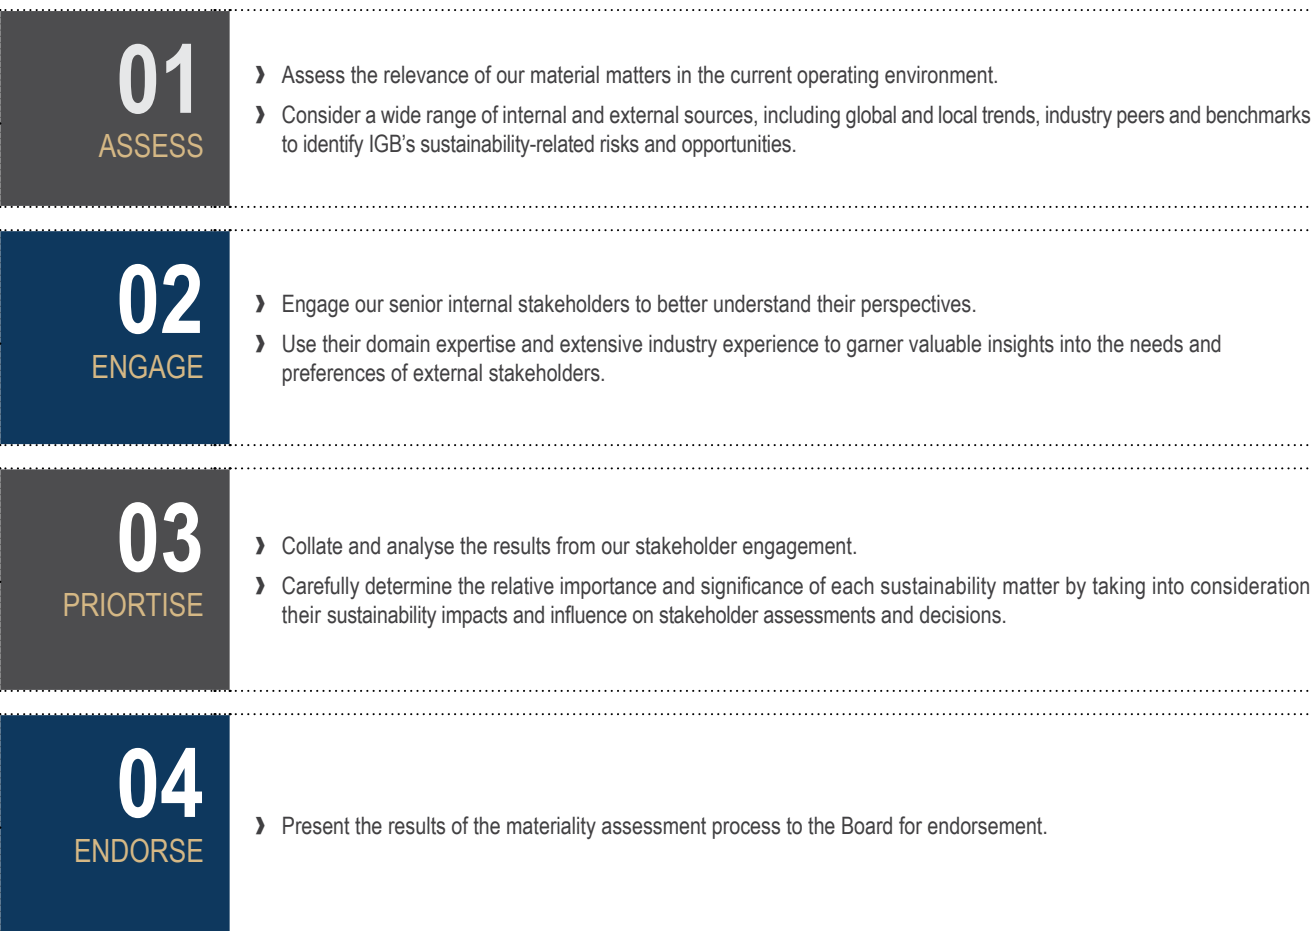 01
ASSESS
❱ Assess the relevance of our material matters in the current operating environment.
❱ Consider a wide range of internal and external sources, including global and local trends, industry peers and benchmarks
to identify IGB’s sustainability-related risks and opportunities.
02
ENGAGE
❱ Engage our senior internal stakeholders to better understand their perspectives.
❱ Use their domain expertise and extensive industry experience to garner valuable insights into the needs and
preferences of external stakeholders.
03
PRIORTISE
❱ Collate and analyse the results from our stakeholder engagement.
❱ Carefully determine the relative importance and significance of each sustainability matter by taking into consideration
their sustainability impacts and influence on stakeholder assessments and decisions.
04
ENDORSE
❱ Present the results of the materiality assessment process to the Board for endorsement.